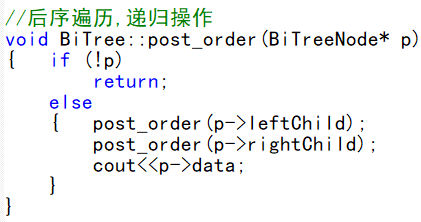 //后序遍历,递归操作
void BiTree::post_order(BiTreeNode* p)
{   if (!p)
        return;
    else
    {   post_order(p->leftChild);
        post_order(p->rightChild);
        cout<<p->data;
    }
}